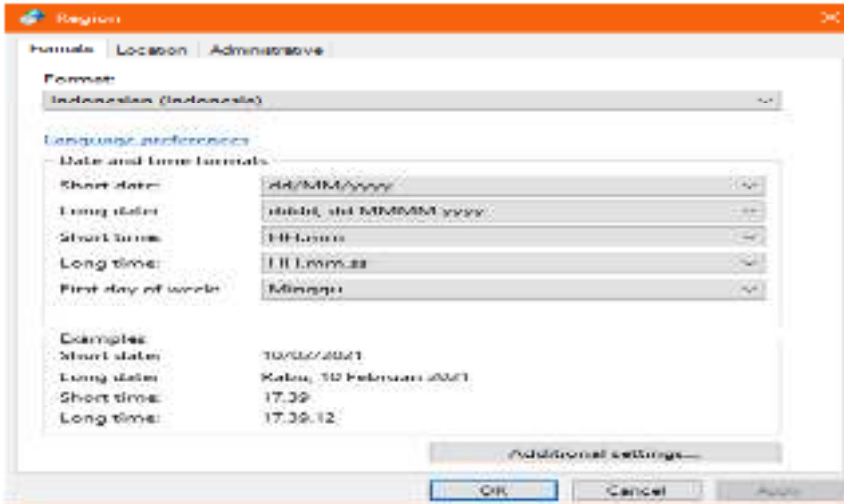 Region
Formats Location Administrative
Format:
Indonesian (Indonesia)
Language preferences
Date and time formats
Short date: dd/MM/yyyy
Long date: dddd, dd MMMM yyyy
Short time: HH.mm
Long time: HH.mm.ss
First day of week: Minggu
Examples
Short date: 10/02/2021
Long date: Rabu, 10 Februari 2021
Short time: 17.39
Long time: 17.39.12
Additional settings...
OK Cancel Apply